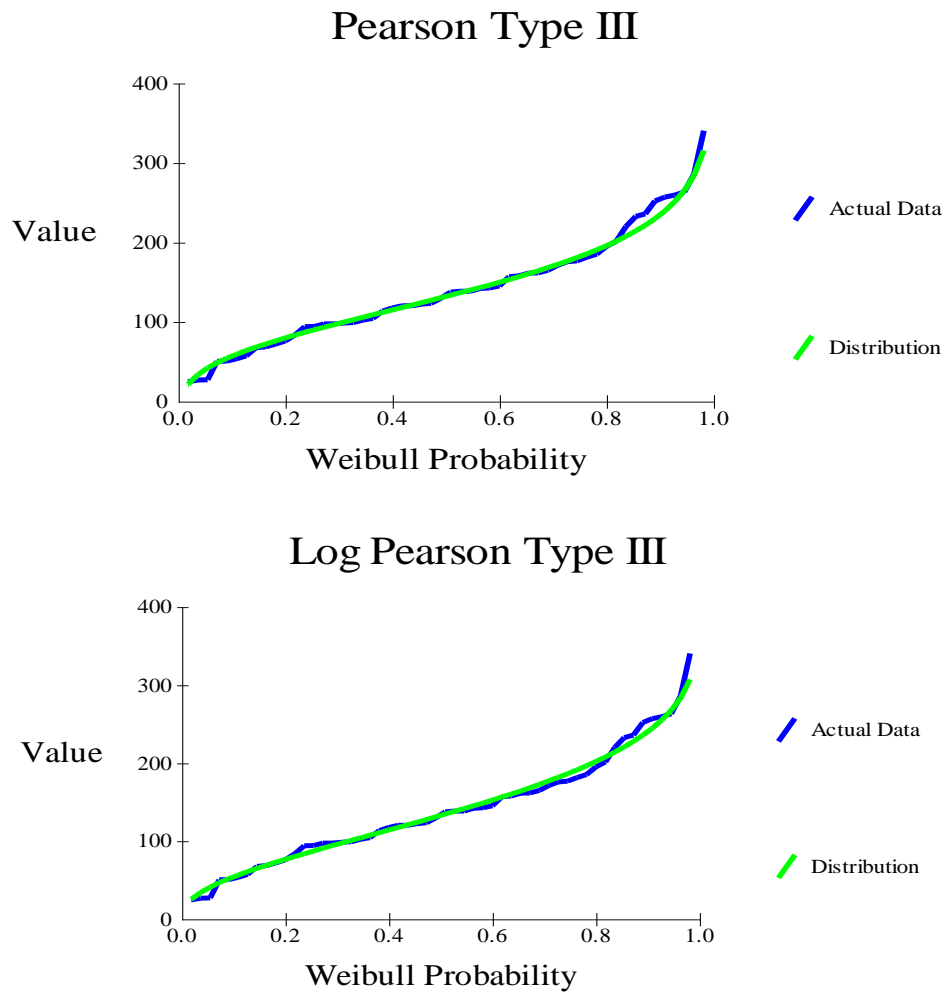 Pearson Type III
400
300
200
100
0
Value
0.0 0.2 0.4 0.6 0.8 1.0
Weibull Probability
Actual Data
Distribution
Log Pearson Type III
400
300
200
100
0
Value
0.0 0.2 0.4 0.6 0.8 1.0
Weibull Probability
Actual Data
Distribution